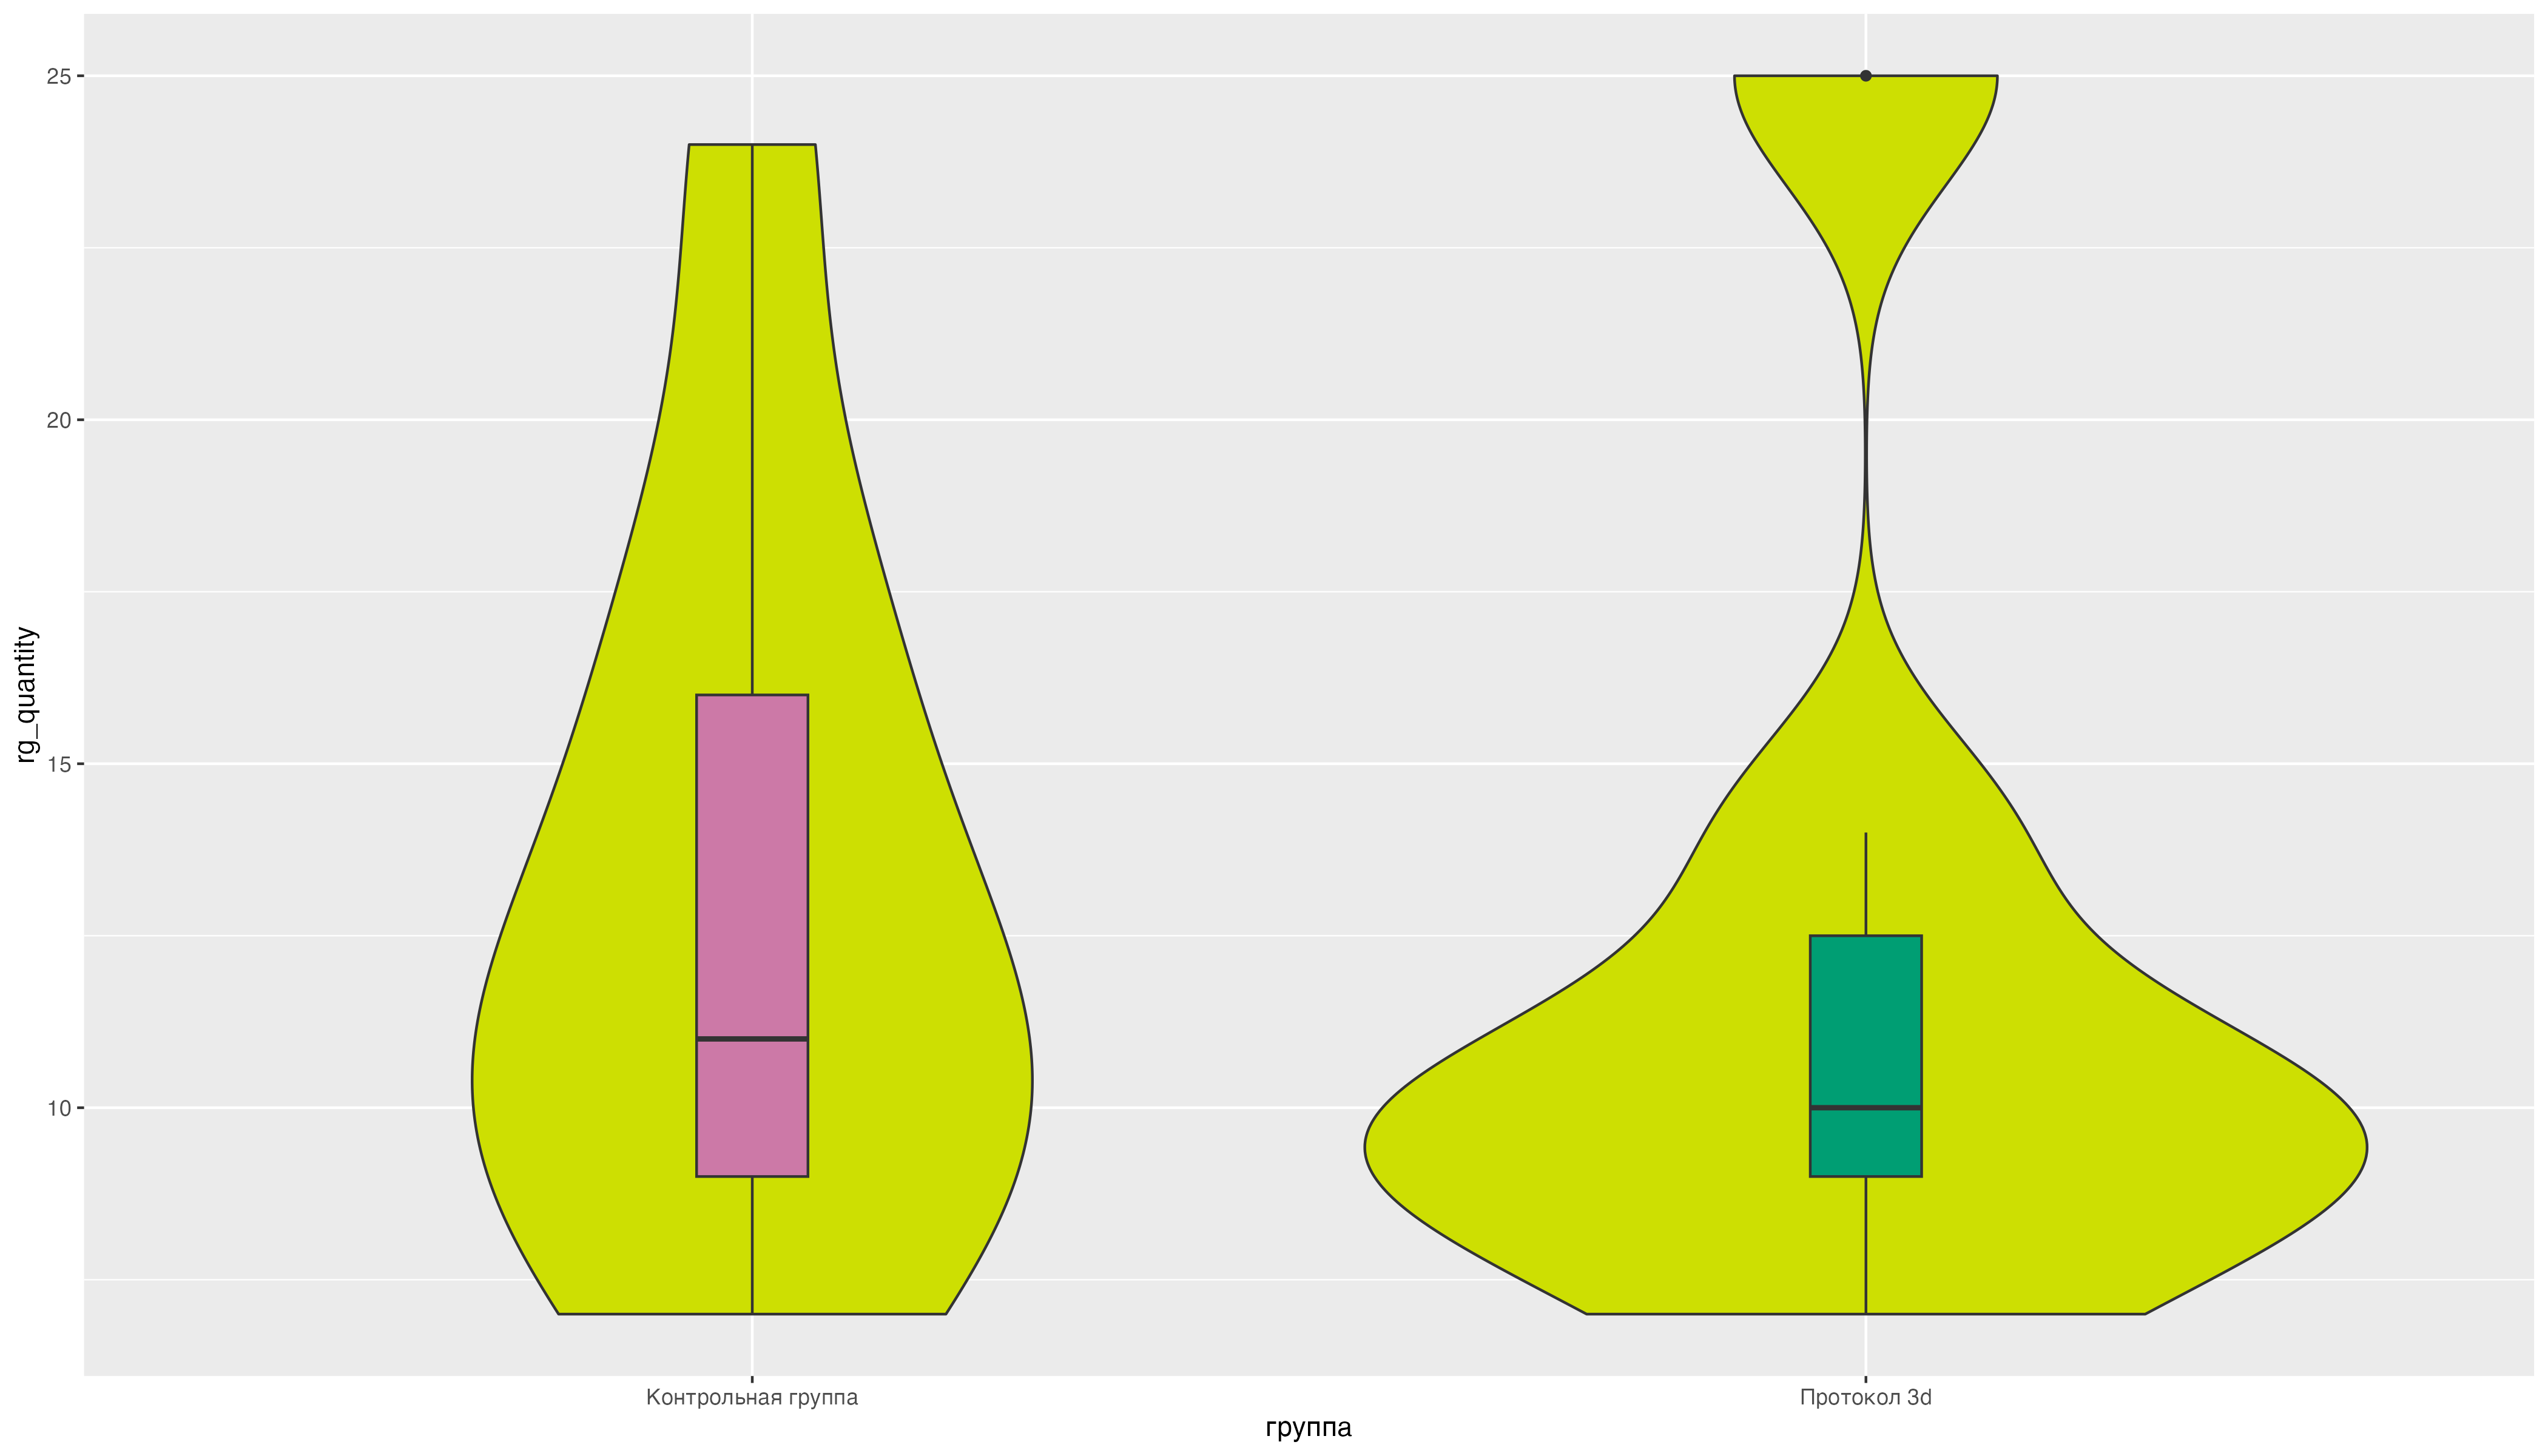 25
20
15
10
rg_quantity
Контрольная группа
Протокол 3d
группа